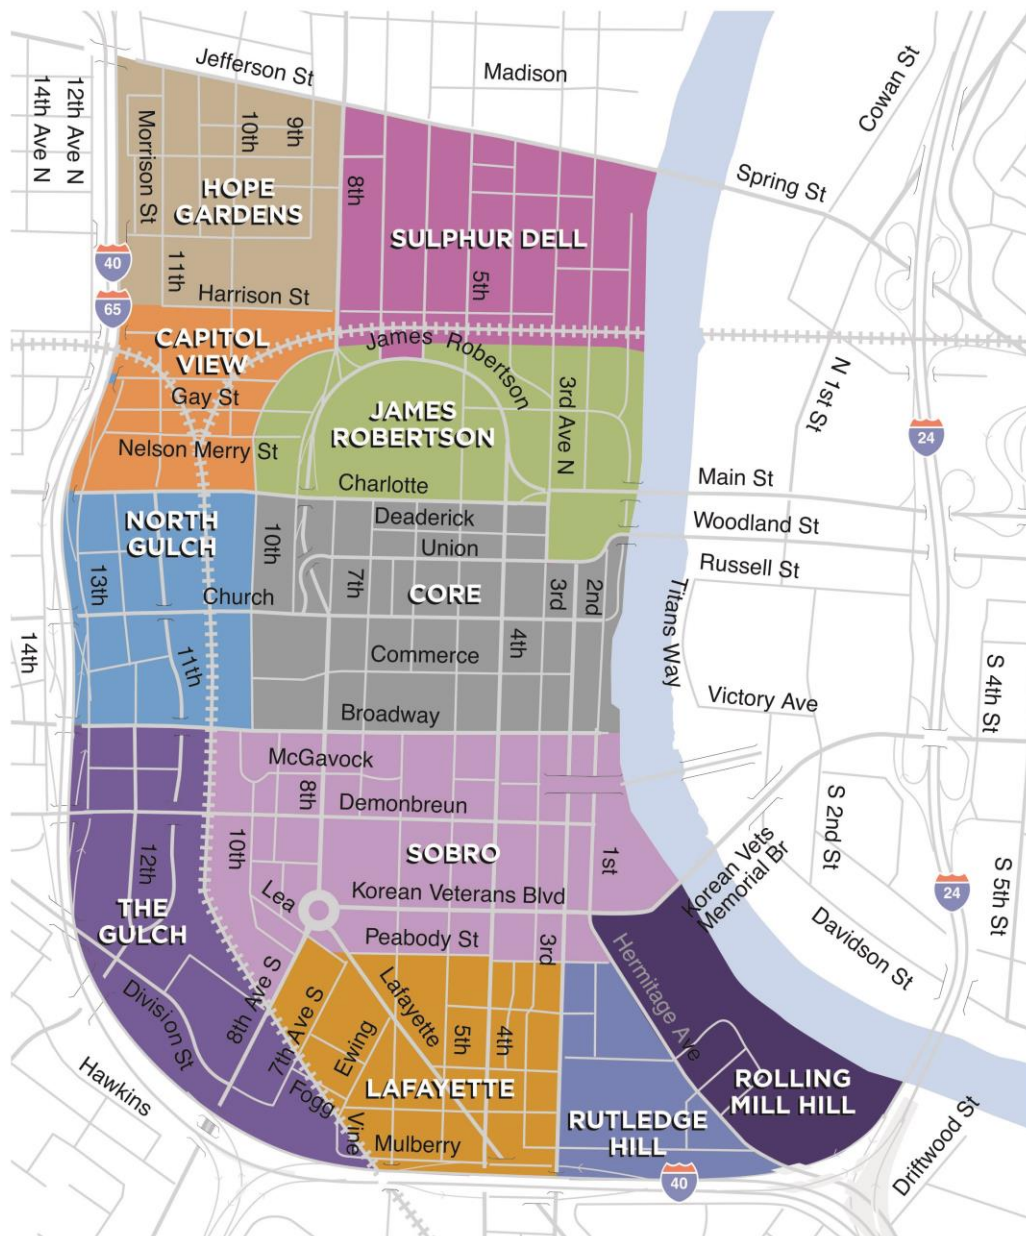 Jefferson St
Madison
Cowan St
14th Ave N
12th Ave N
Morrison St
10th
9th
8th
Spring St
HOPE
GARDENS
SULPHUR DELL
11th
5th
40
Harrison St
65
CAPITOL
VIEW
James Robertson
N 1st St
Gay St
JAMES
ROBERTSON
3rd Ave N
24
Nelson Merry St
Charlotte
Main St
NORTH
GULCH
10th
Deaderick
Woodland St
Union
Russell St
13th
Church
7th
CORE
3rd
2nd
Titans Way
14th
11th
Commerce
4th
S 4th St
Broadway
Victory Ave
McGavock
8th
Demonbreun
S 2nd St
12th
10th
SOBRO
1st
Korean Vets
Memorial Br
24
S 5th St
THE
GULCH
Lea
Korean Veterans Blvd
Peabody St
3rd
Hermitage Ave
Davidson St
Division St
8th Ave S
7th Ave S
Lafayette
Ewing
5th
4th
Hawkins
Fogg
LAFAYETTE
ROLLING
MILL HILL
RUTLEDGE
HILL
Vine
Mulberry
40
Driftwood St